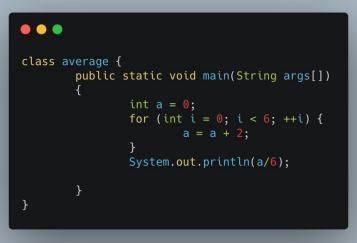 class average {
        public static void main(String args[])
        {
                int a = 0;
                for (int i = 0; i < 6; ++i) {
                        a = a + 2;
                }
                System.out.println(a/6);
        }
}